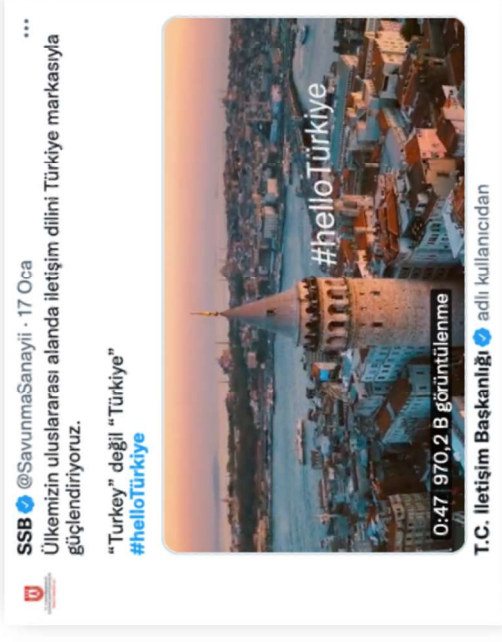 SSB @SavunmaSanayii · 17 Oca
Ülkemizin uluslararası alanda iletişim dilini Türkiye markasıyla
güçlendiriyoruz.
“Turkey” değil “Türkiye”
#helloTürkiye
#helloTürkiye
0:47 970,2 B görüntülenme
T.C. İletişim Başkanlığı adlı kullanıcıdan